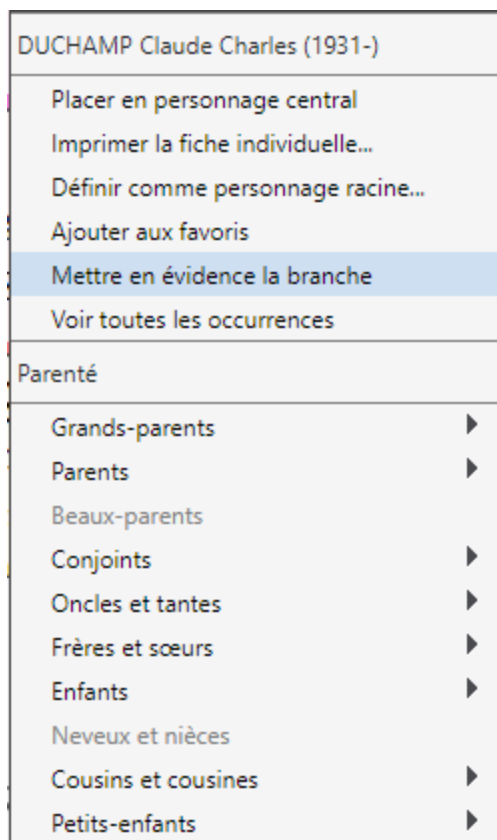 DUCHAMP Claude Charles (1931-)
Placer en personnage central
Imprimer la fiche individuelle...
Définir comme personnage racine...
Ajouter aux favoris
Mettre en évidence la branche
Voir toutes les occurrences
Parenté
Grands-parents
Parents
Beaux-parents
Conjoints
Oncles et tantes
Frères et sœurs
Enfants
Neveux et nièces
Cousins et cousines
Petits-enfants